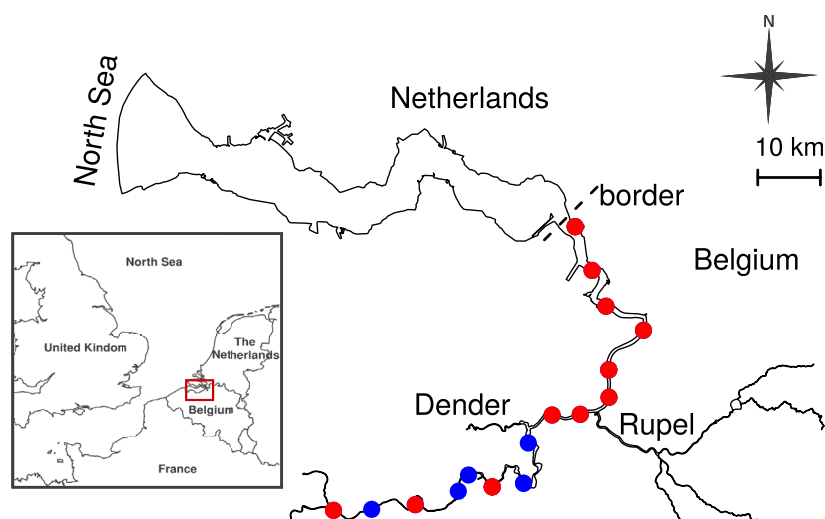 N
North Sea
Netherlands
10 km
border
Belgium
North Sea
United Kindom
The
Netherlands
Belgium
France
Dender
Rupel